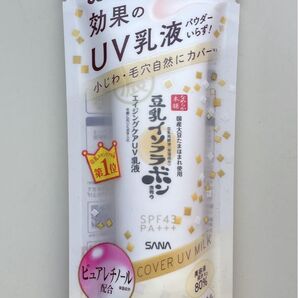 効果の
UV乳液
パウダー
いらず!
小じわ・毛穴自然にカバー
なめらか
本舗
国産大豆たまほまれ使用
豆乳イソフラボン
エイジングケアUV乳液
第1位
SPF43
PA+++
SANA
ピュアレチノール
配合
COVER UV MILK
80%